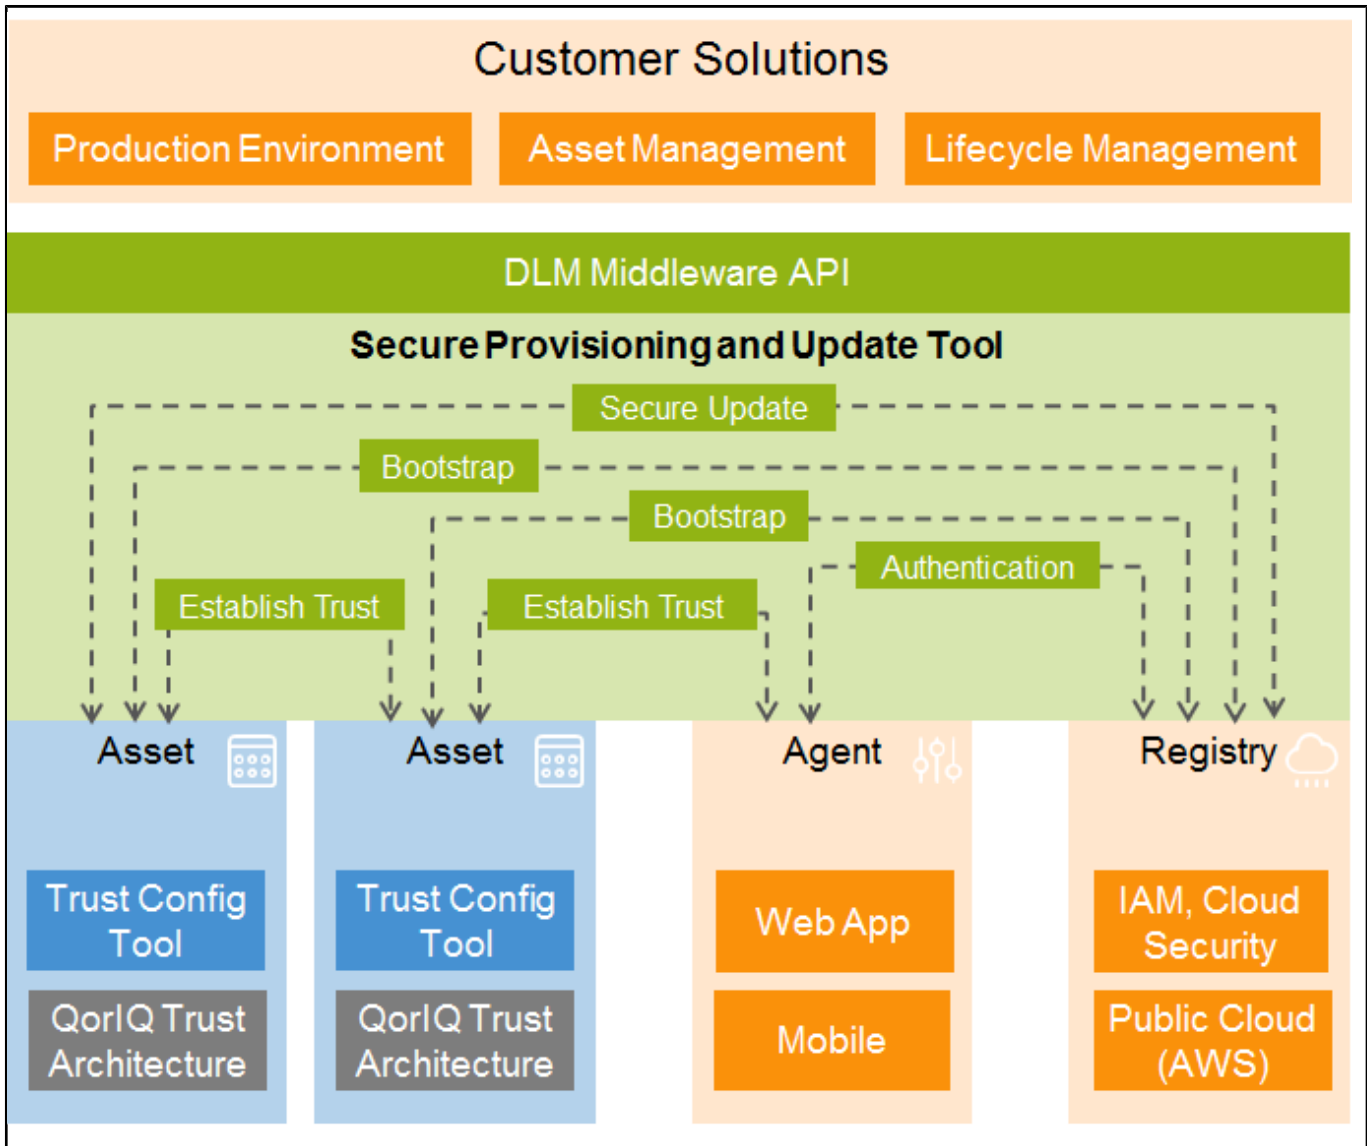 Customer Solutions
Production Environment
Asset Management
Lifecycle Management
DLM Middleware API
Secure Provisioning and Update Tool
Secure Update
Bootstrap
Bootstrap
Authentication
Establish Trust
Establish Trust
Asset
Asset
Agent
Registry
Trust Config
Tool
Trust Config
Tool
Web App
IAM, Cloud
Security
QorIQ Trust
Architecture
QorIQ Trust
Architecture
Mobile
Public Cloud
(AWS)